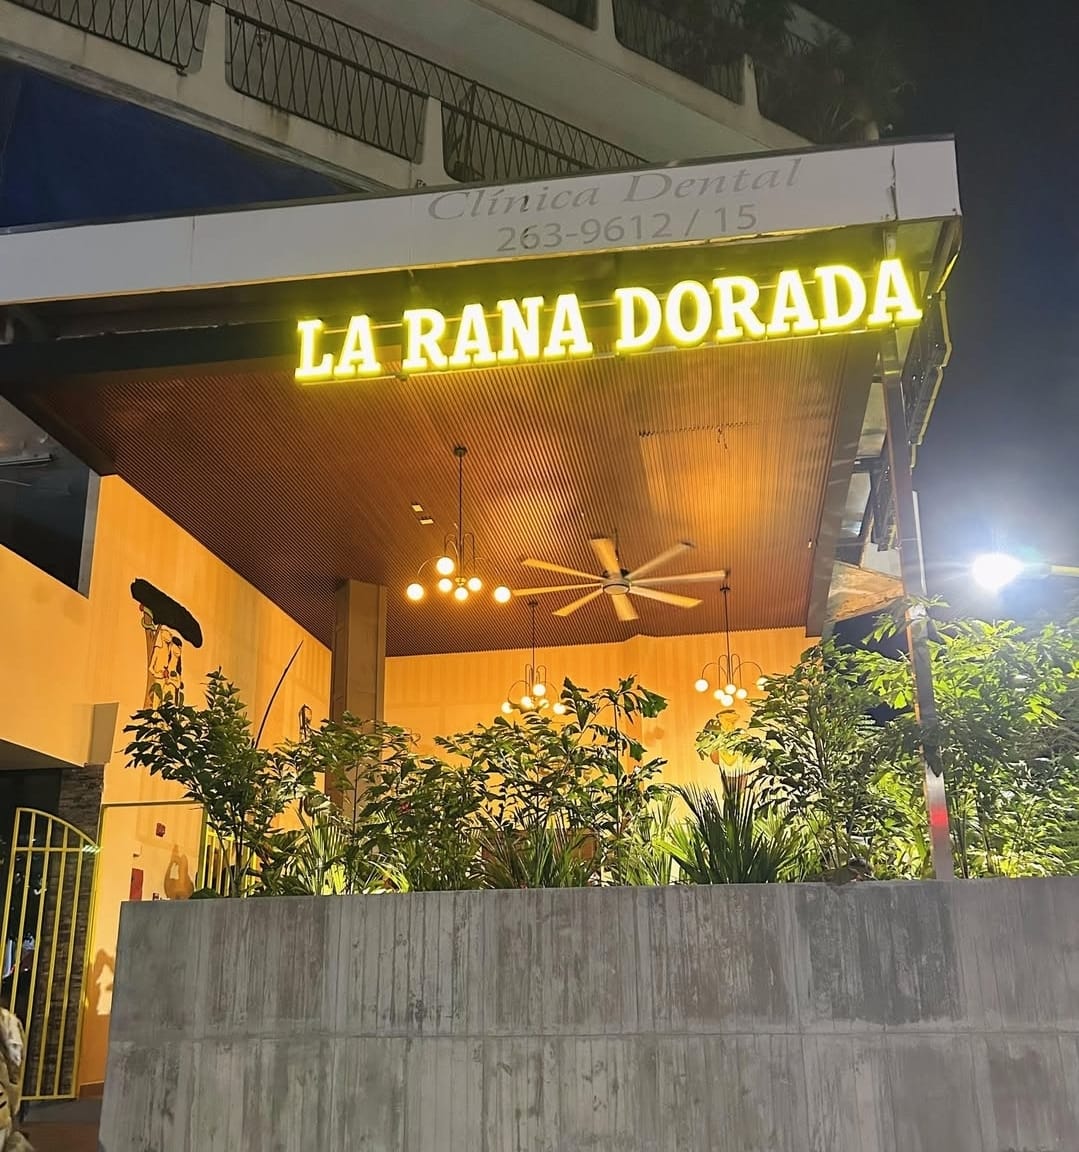 Clínica Dental
263-9612 / 15
LA RANA DORADA